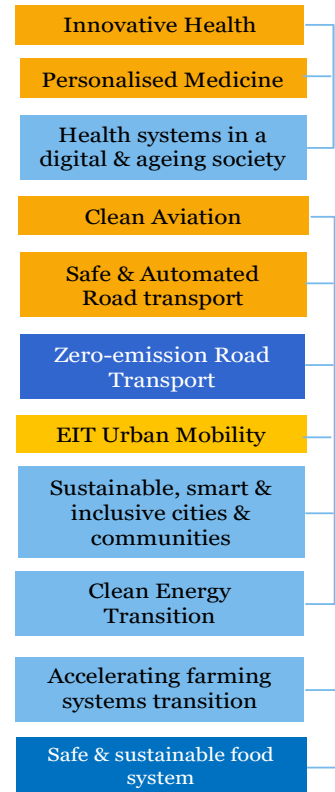 Innovative Health
Personalised Medicine
Health systems in a
digital & ageing society
Clean Aviation
Safe & Automated
Road transport
Zero-emission Road
Transport
EIT Urban Mobility
Sustainable, smart &
inclusive cities &
communities
Clean Energy
Transition
Accelerating farming
systems transition
Safe & sustainable food
system